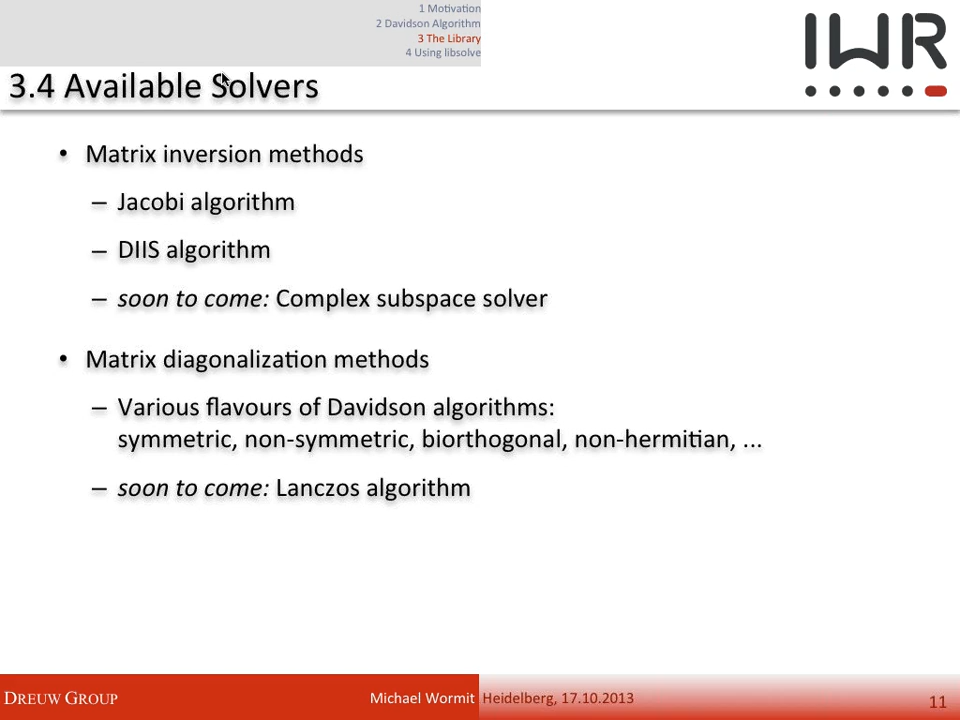 1 Motivation
2 Davidson Algorithm
3 The Library
4 Using libsolve
IWR
3.4 Available Solvers
• Matrix inversion methods
– Jacobi algorithm
– DIIS algorithm
– soon to come: Complex subspace solver
• Matrix diagonalization methods
– Various flavours of Davidson algorithms:
symmetric, non-symmetric, biorthogonal, non-hermitian, ...
– soon to come: Lanczos algorithm
DREUW GROUP
Michael Wormit Heidelberg, 17.10.2013
11